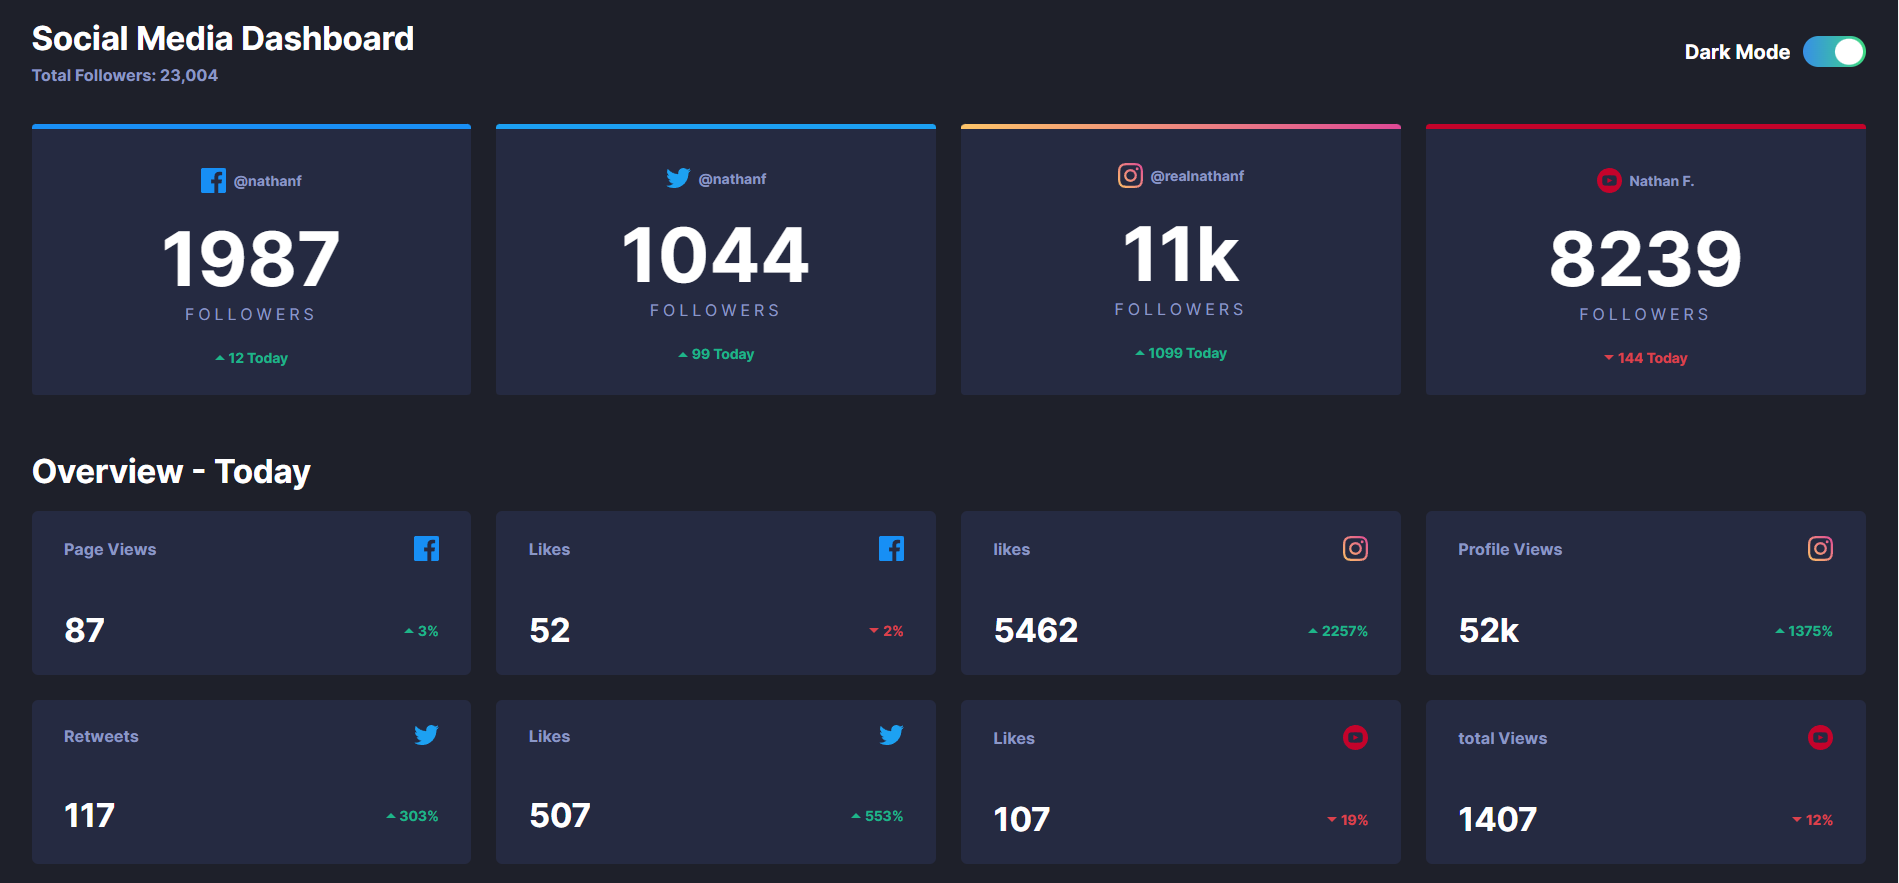 Social Media Dashboard
Total Followers: 23,004
Dark Mode
@nathanf
1987
FOLLOWERS
12 Today
@nathanf
1044
FOLLOWERS
99 Today
@realnathanf
11k
FOLLOWERS
1099 Today
Nathan F.
8239
FOLLOWERS
144 Today
Overview - Today
Page Views
87
3%
Likes
52
2%
likes
5462
2257%
Profile Views
52k
1375%
Retweets
117
303%
Likes
507
553%
Likes
107
19%
total Views
1407
12%